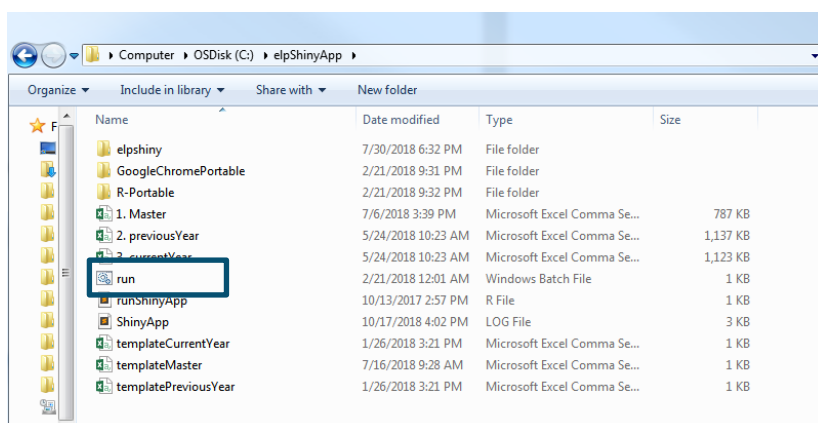 Computer OSDisk (C:) elpShinyApp
Organize Include in library Share with New folder
F Name Date modified Type Size
elpshiny 7/30/2018 6:32 PM File folder
GoogleChromePortable 2/21/2018 9:31 PM File folder
R-Portable 2/21/2018 9:32 PM File folder
1. Master 7/6/2018 3:39 PM Microsoft Excel Comma Se... 787 KB
2. previousYear 5/24/2018 10:23 AM Microsoft Excel Comma Se... 1,137 KB
3. currentYear 5/24/2018 10:23 AM Microsoft Excel Comma Se... 1,123 KB
run 2/21/2018 12:01 AM Windows Batch File 1 KB
runShinyApp 10/13/2017 2:57 PM R File 1 KB
ShinyApp 10/17/2018 4:02 PM LOG File 3 KB
templateCurrentYear 1/26/2018 3:21 PM Microsoft Excel Comma Se... 1 KB
templateMaster 7/16/2018 9:28 AM Microsoft Excel Comma Se... 1 KB
templatePreviousYear 1/26/2018 3:21 PM Microsoft Excel Comma Se... 1 KB